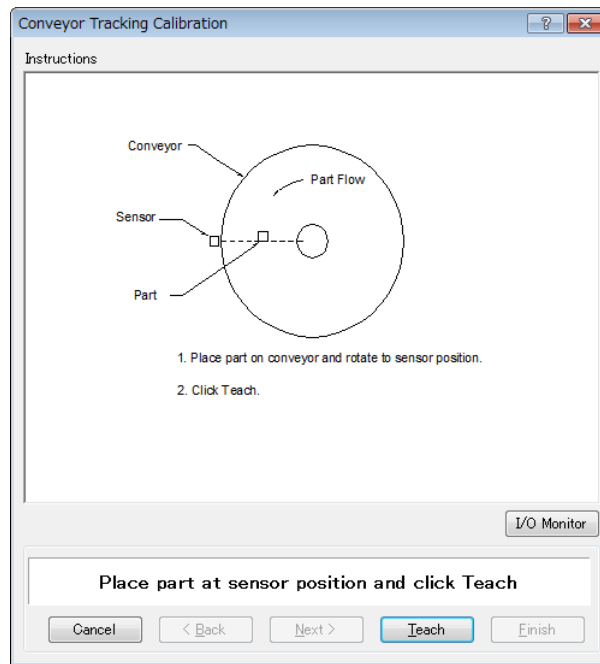 Conveyor Tracking Calibration
Instructions
Conveyor
Part Flow
Sensor
Part
1. Place part on conveyor and rotate to sensor position.
2. Click Teach.
I/O Monitor
Place part at sensor position and click Teach
Cancel
< Back
Next >
Teach
Finish